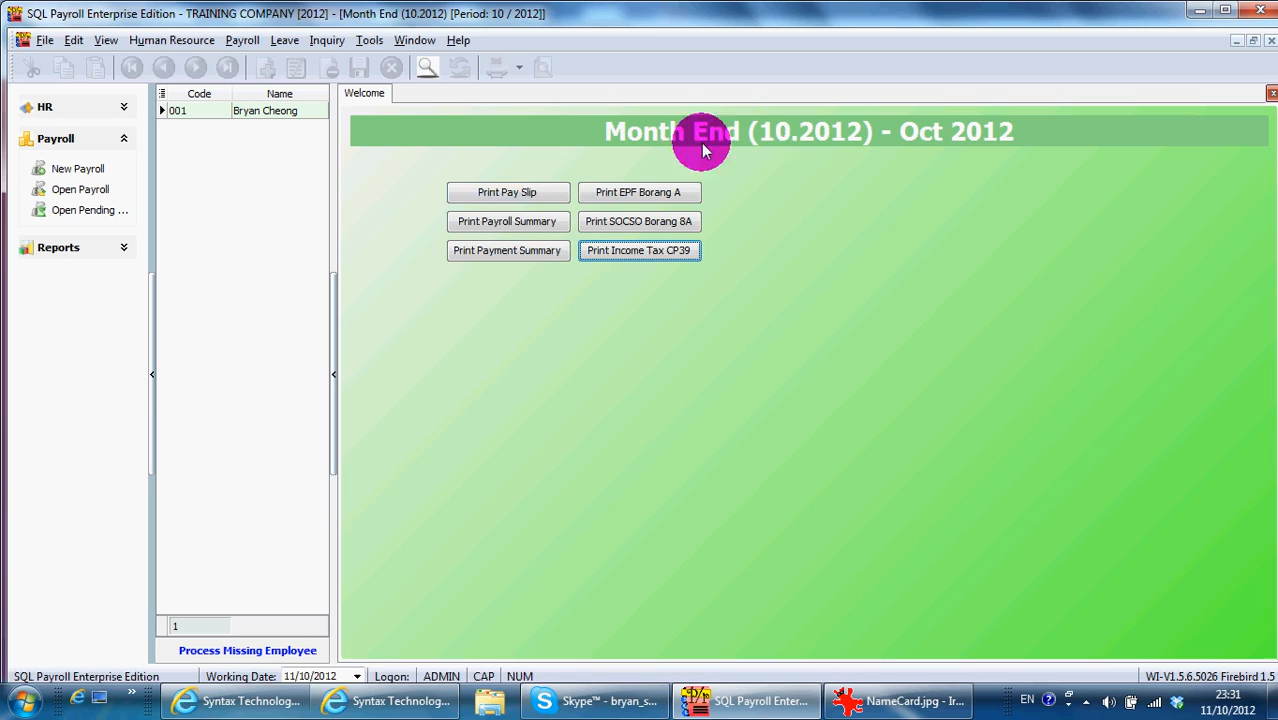 SQL Payroll Enterprise Edition - TRAINING COMPANY [2012] - [Month End (10.2012) [Period: 10 / 2012]]
File Edit View Human Resource Payroll Leave Inquiry Tools Window Help
HR
Payroll
New Payroll
Open Payroll
Open Pending ...
Reports
Code Name
001 Bryan Cheong
1
Process Missing Employee
Welcome
Month End (10.2012) - Oct 2012
Print Pay Slip Print EPF Borang A
Print Payroll Summary Print SOCSO Borang 8A
Print Payment Summary Print Income Tax CP39
SQL Payroll Enterprise Edition Working Date: 11/10/2012 Logon: ADMIN CAP NUM WI-V1.5.6.5026 Firebird 1.5
Syntax Technolog... Syntax Technolog... Skype™ - bryan_s... SQL Payroll Enter... NameCard.jpg - Ir... EN 23:31
11/10/2012